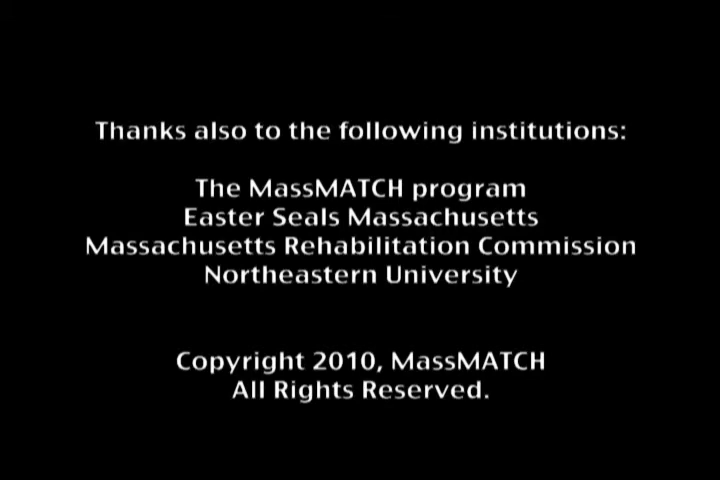 Thanks also to the following institutions:
The MassMATCH program
Easter Seals Massachusetts
Massachusetts Rehabilitation Commission
Northeastern University
Copyright 2010, MassMATCH
All Rights Reserved.